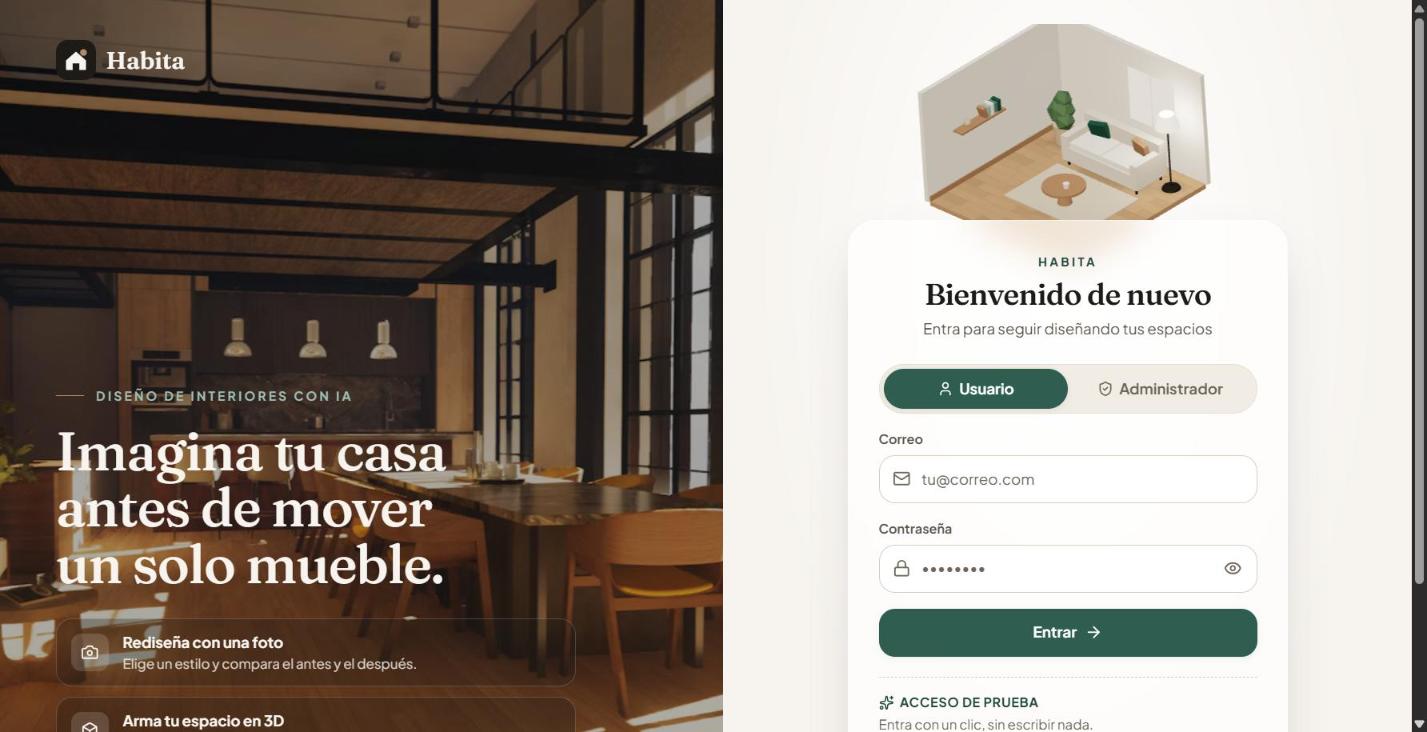 Habita
DISEÑO DE INTERIORES CON IA
Imagina tu casa
antes de mover
un solo mueble.
Rediseña con una foto
Elige un estilo y compara el antes y el después.
Arma tu espacio en 3D
HABITA
Bienvenido de nuevo
Entra para seguir diseñando tus espacios
Usuario
Administrador
Correo
tu@correo.com
Contraseña
••••••••
Entrar →
ACCESO DE PRUEBA
Entra con un clic, sin escribir nada.